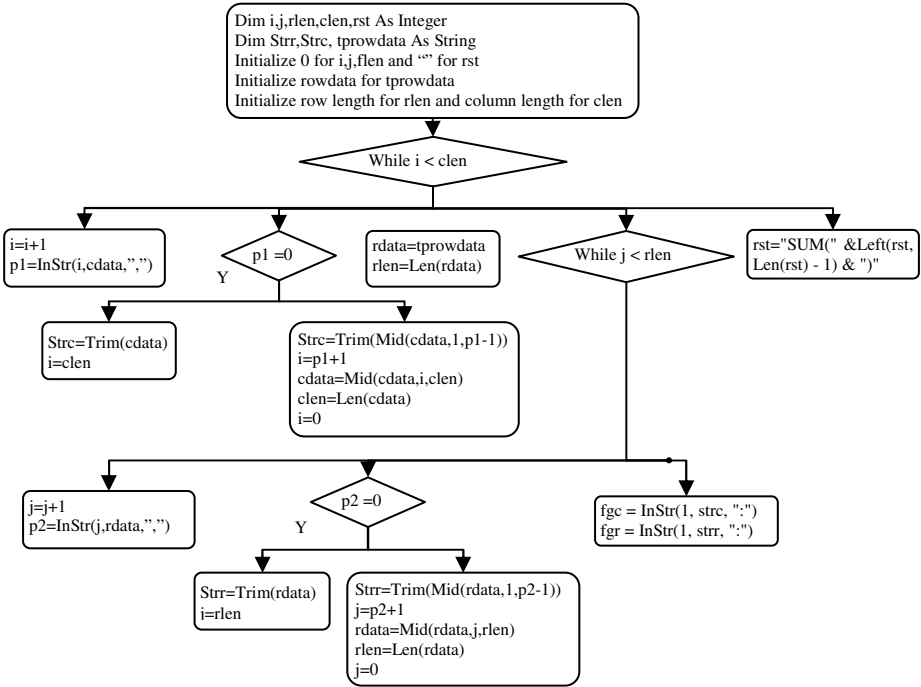 Dim i,j,rlen,clen,rst As Integer
Dim Strr,Strc, tprowdata As String
Initialize 0 for i,j,flen and “” for rst
Initialize rowdata for tprowdata
Initialize row length for rlen and column length for clen
While i < clen
i=i+1
p1=InStr(i,cdata,”,”)
p1 =0
Y
rdata=tprowdata
rlen=Len(rdata)
While j < rlen
rst="SUM(" &Left(rst,
Len(rst) - 1) & ")"
Strc=Trim(cdata)
i=clen
Strc=Trim(Mid(cdata,1,p1-1))
i=p1+1
cdata=Mid(cdata,i,clen)
clen=Len(cdata)
i=0
j=j+1
p2=InStr(j,rdata,”,”)
p2 =0
Y
fgc = InStr(1, strc, ":")
fgr = InStr(1, strr, ":")
Strr=Trim(rdata)
i=rlen
Strr=Trim(Mid(rdata,1,p2-1))
j=p2+1
rdata=Mid(rdata,j,rlen)
rlen=Len(rdata)
j=0